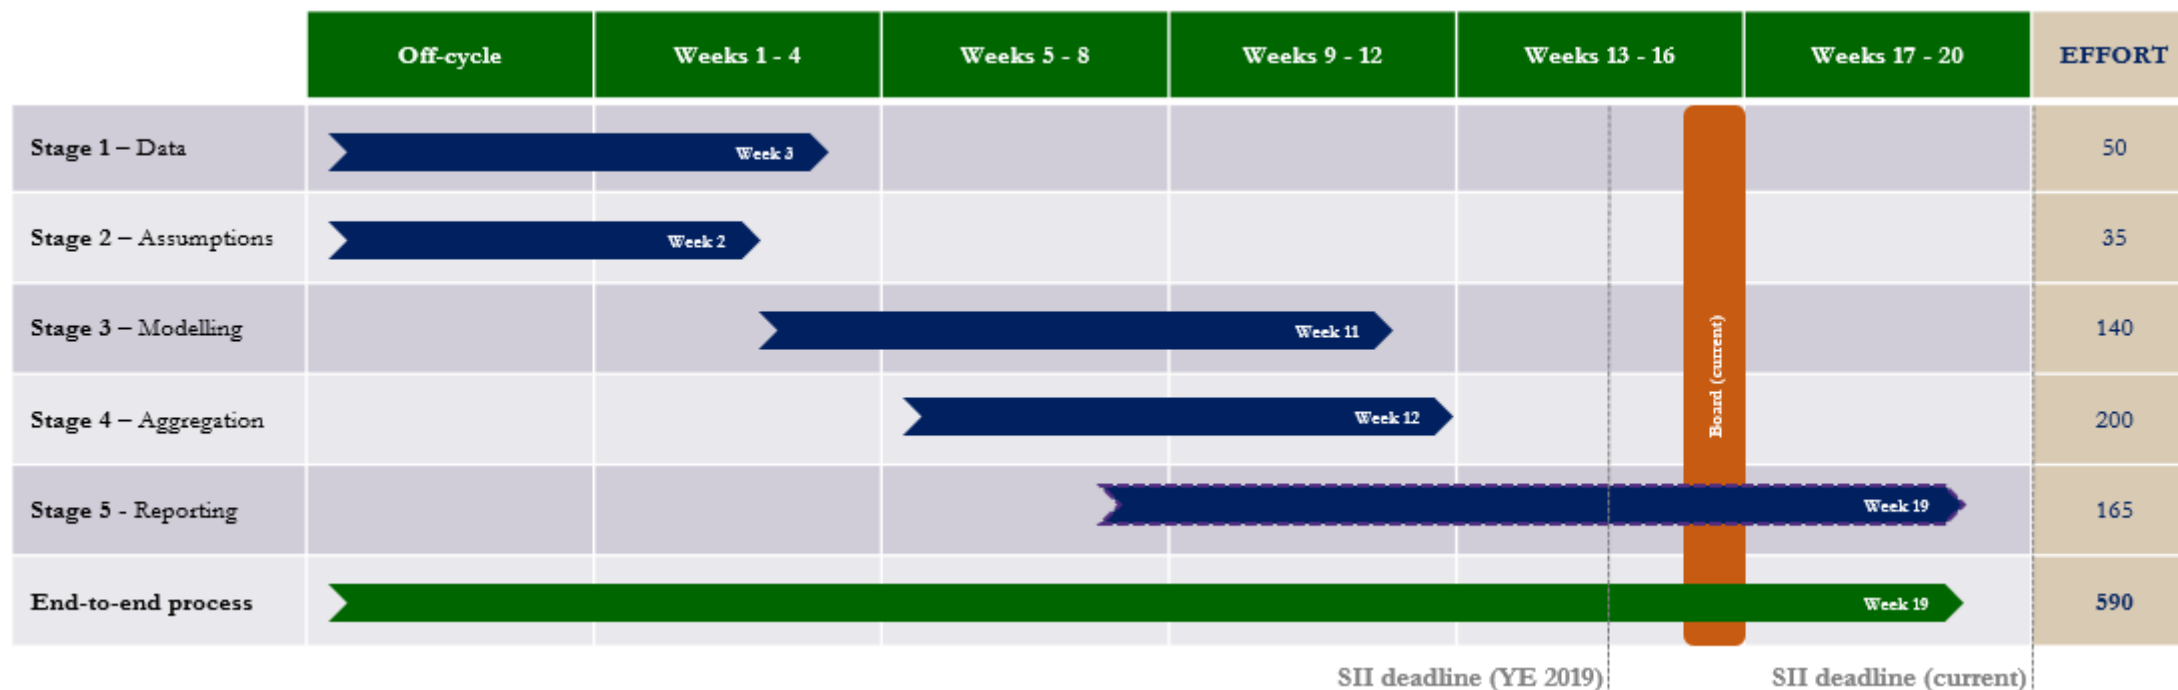 Off-cycle
Weeks 1 - 4
Weeks 5 - 8
Weeks 9 - 12
Weeks 13 - 16
Weeks 17 - 20
EFFORT
Stage 1 – Data
Week 3
50
Stage 2 – Assumptions
Week 2
35
Stage 3 – Modelling
Week 11
140
Stage 4 – Aggregation
Week 12
200
Stage 5 - Reporting
Week 19
165
End-to-end process
Week 19
590
Board (current)
SII deadline (YE 2019)
SII deadline (current)